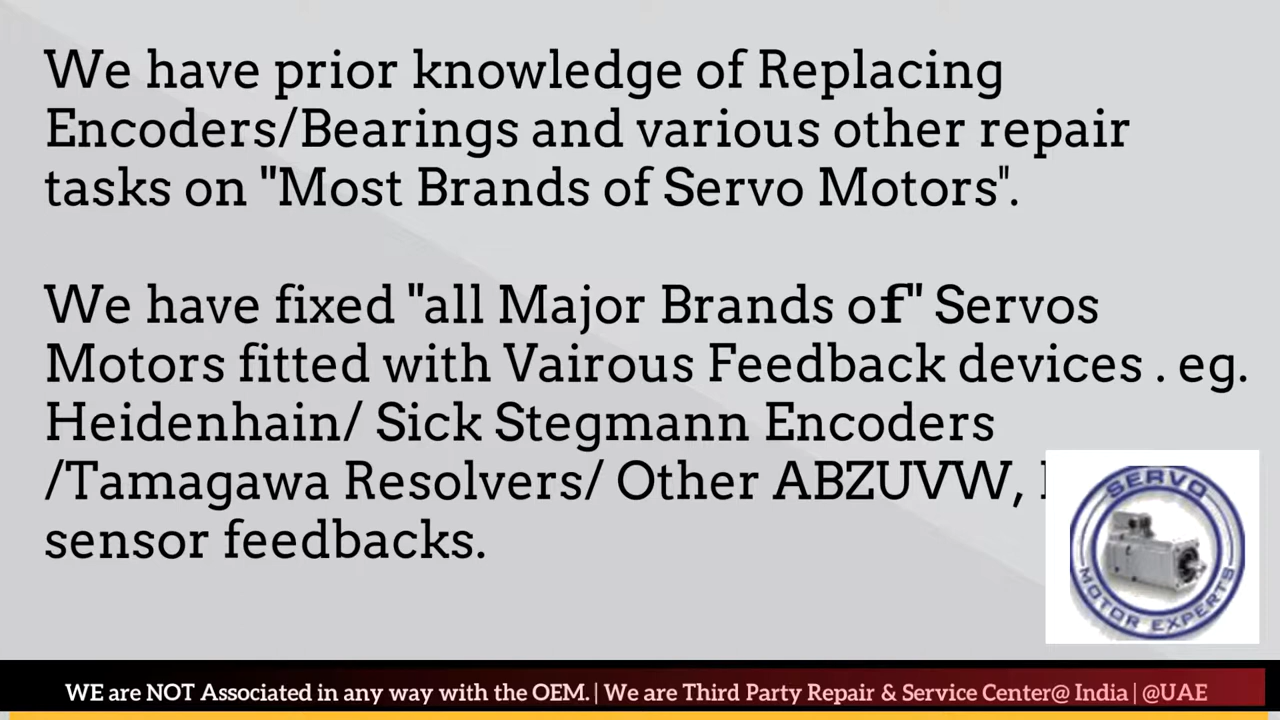 We have prior knowledge of Replacing
Encoders/Bearings and various other repair
tasks on "Most Brands of Servo Motors".
We have fixed "all Major Brands of" Servos
Motors fitted with Vairous Feedback devices . eg.
Heidenhain/ Sick Stegmann Encoders
/Tamagawa Resolvers/ Other ABZUVW,
sensor feedbacks.
SERVO
MOTOR EXPERTS
WE are NOT Associated in any way with the OEM. | We are Third Party Repair & Service Center@ India | @UAE